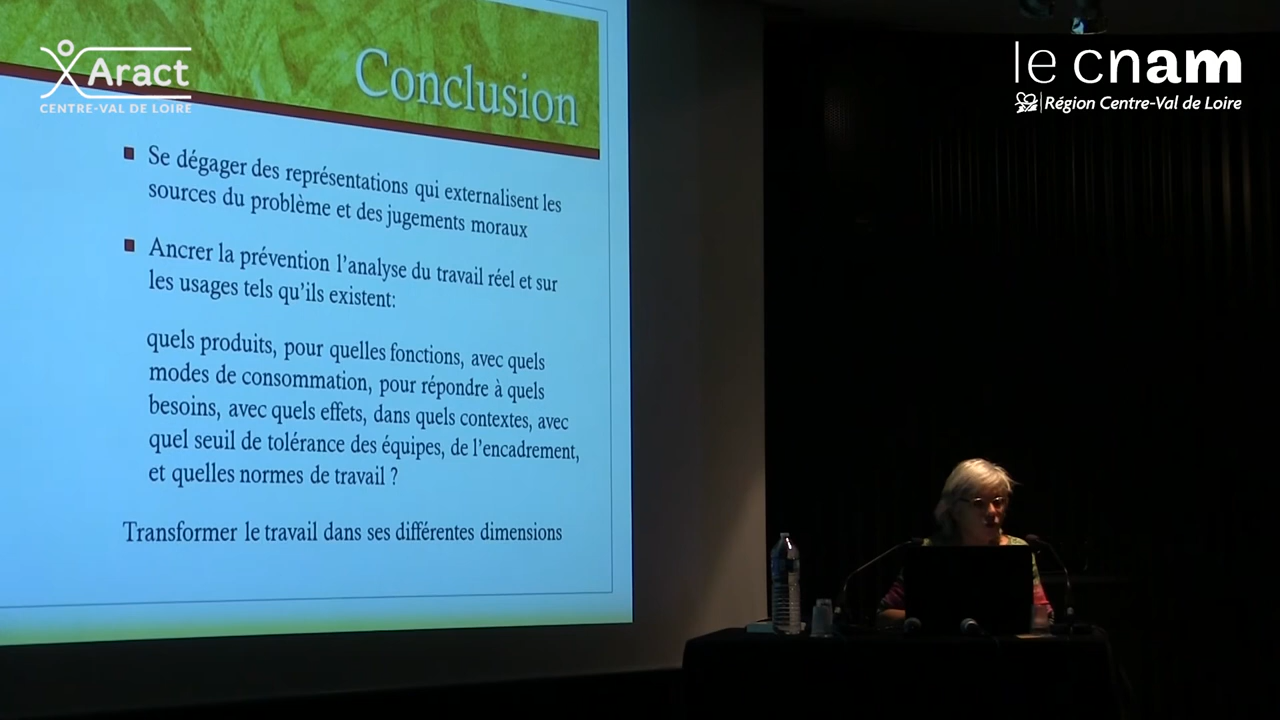 Aract
CENTRE-VAL DE LOIRE
le cnam
Région Centre-Val de Loire
Conclusion
Se dégager des représentations qui externalisent les
sources du problème et des jugements moraux
Ancrer la prévention l'analyse du travail réel et sur
les usages tels qu'ils existent:
quels produits, pour quelles fonctions, avec quels
modes de consommation, pour répondre à quels
besoins, avec quels effets, dans quels contextes, avec
quel seuil de tolérance des équipes, de l'encadrement,
et quelles normes de travail ?
Transformer le travail dans ses différentes dimensions